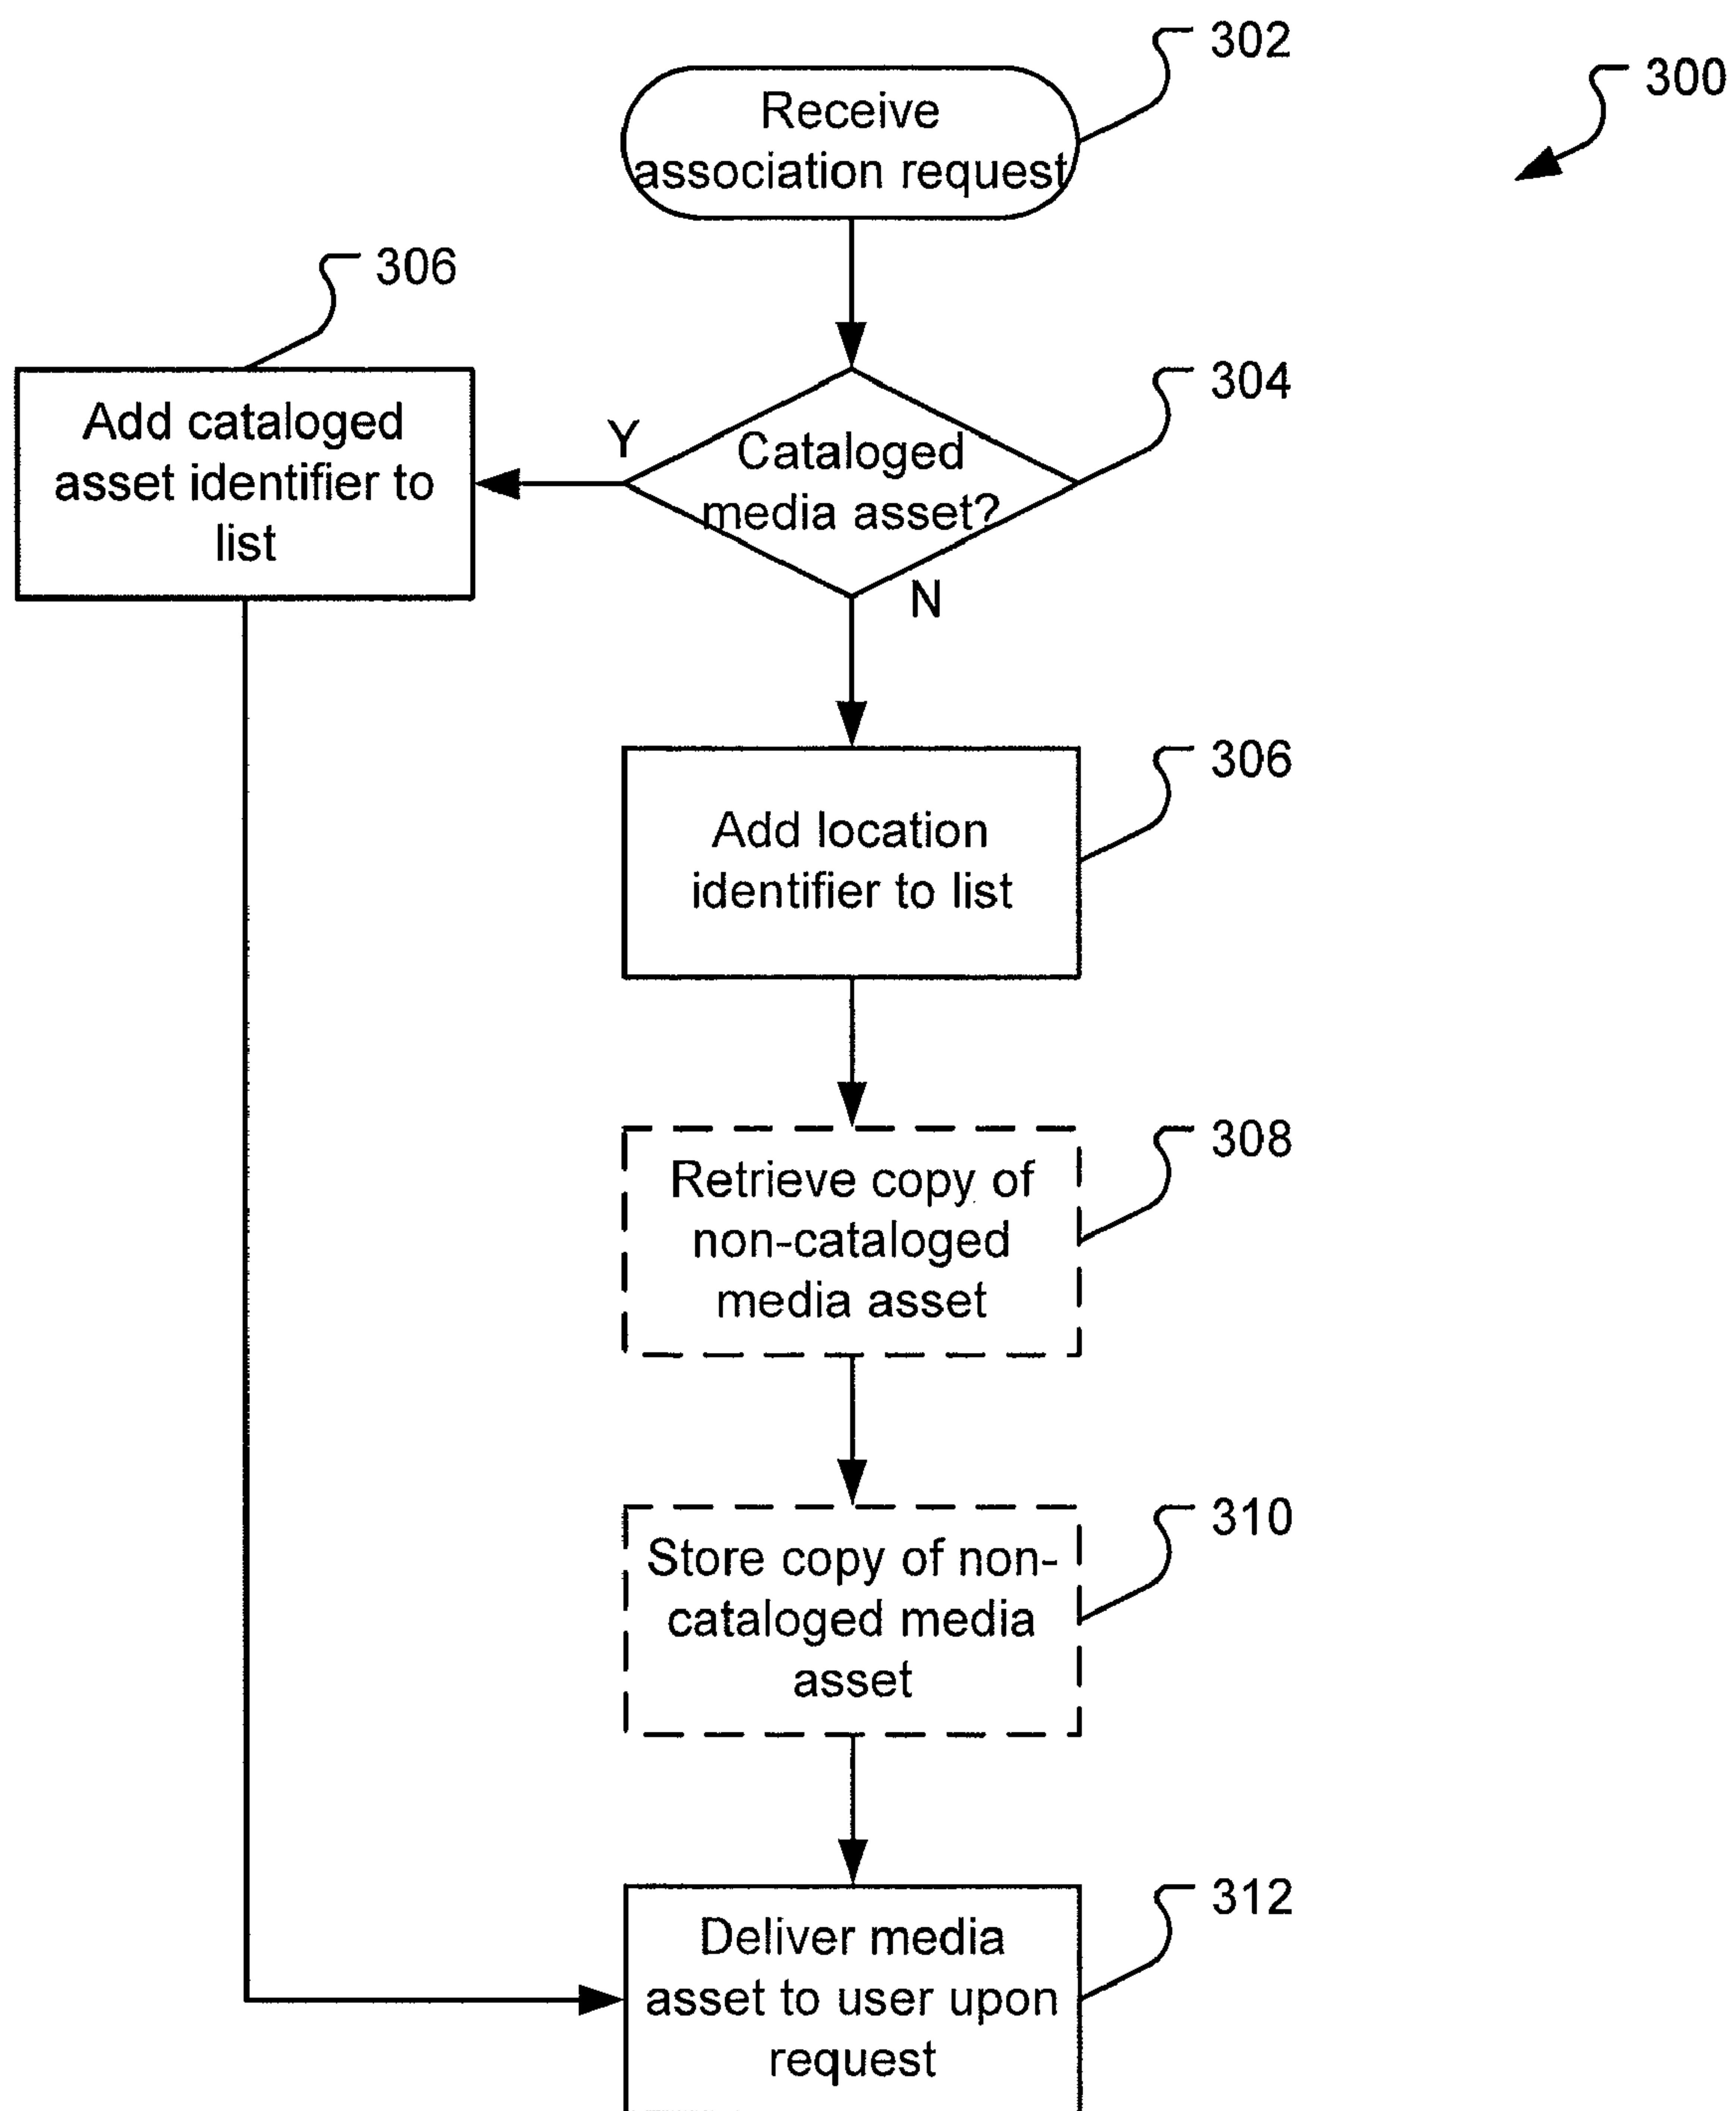 302
300
Receive
association request
306
304
Add cataloged
asset identifier to
list
Y
Cataloged
media asset?
N
306
Add location
identifier to list
308
Retrieve copy of
non-cataloged
media asset
310
Store copy of non-
cataloged media
asset
312
Deliver media
asset to user upon
request